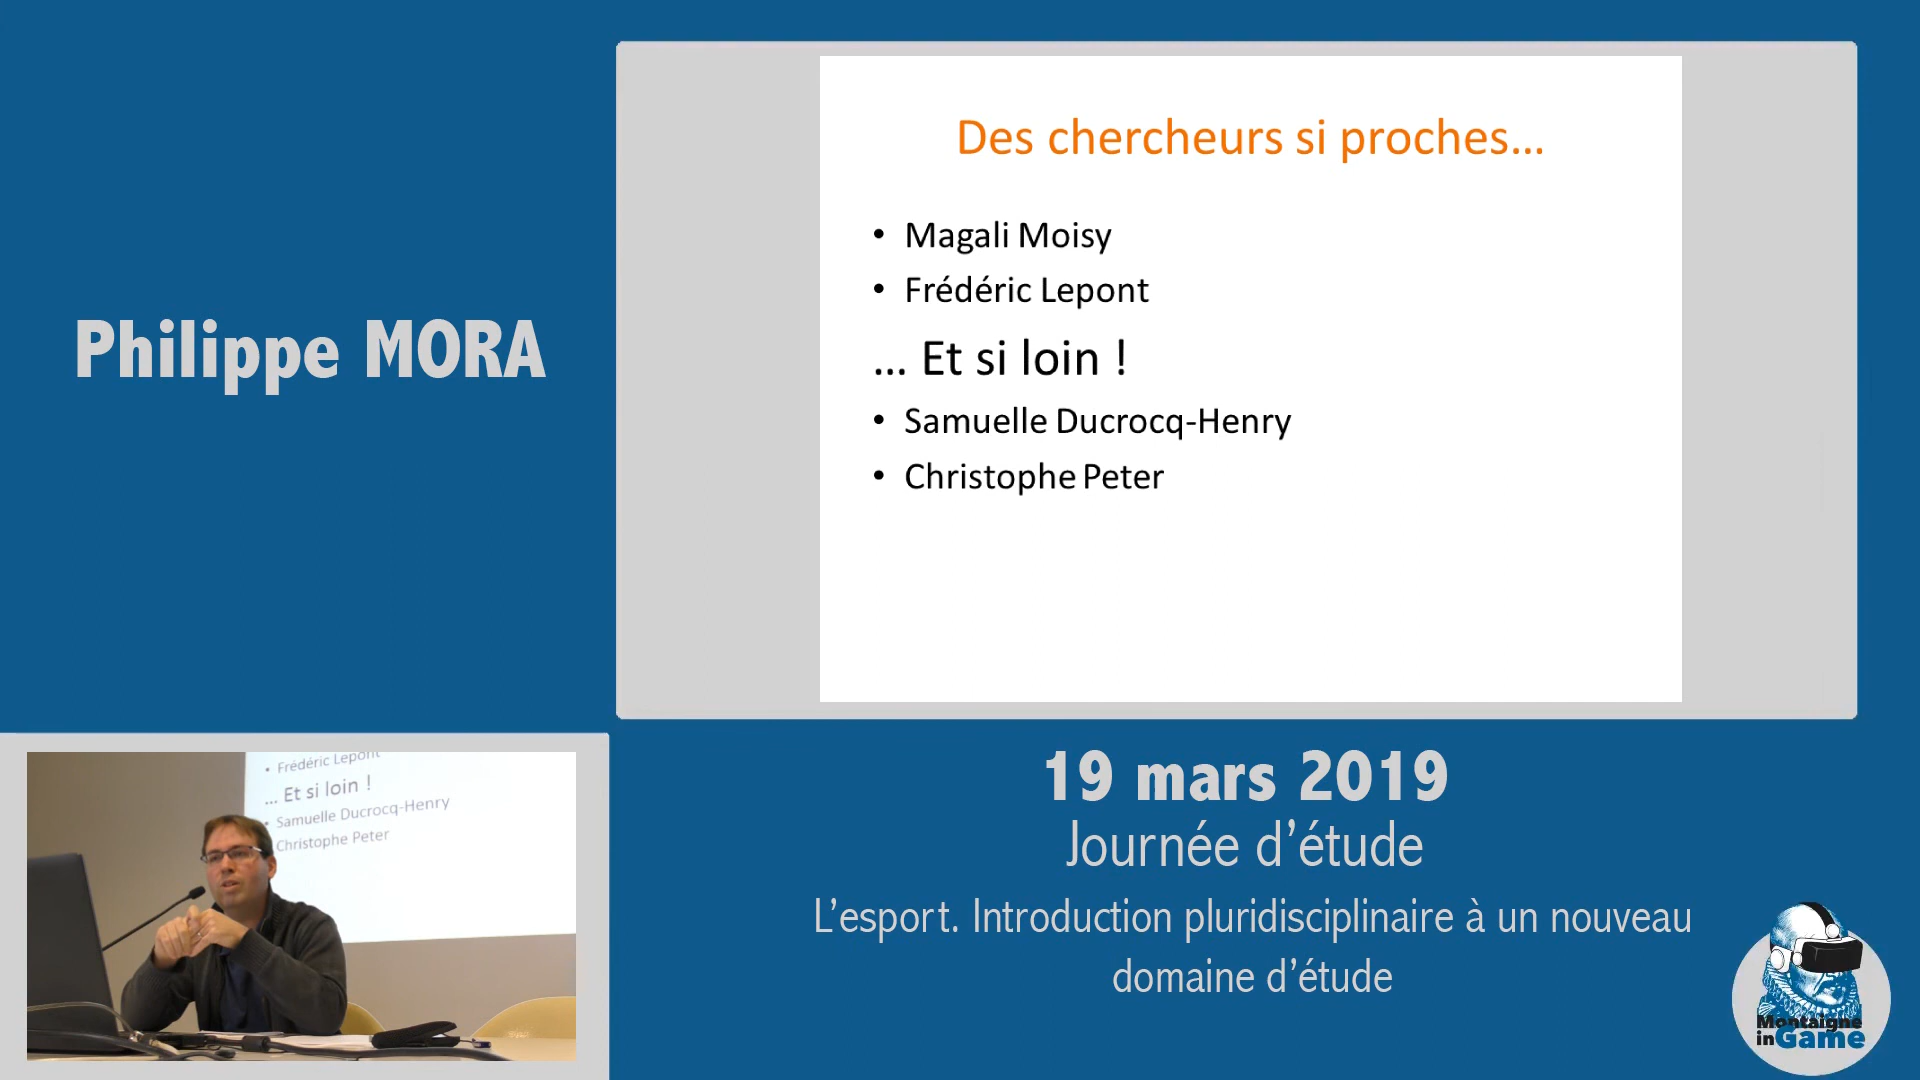 Philippe MORA
Des chercheurs si proches...
• Magali Moisy
• Frédéric Lepont
... Et si loin !
• Samuelle Ducrocq-Henry
• Christophe Peter
• Frédéric Lepont
... Et si loin !
• Samuelle Ducrocq-Henry
Christophe Peter
19 mars 2019
Journée d’étude
L’esport. Introduction pluridisciplinaire à un nouveau
domaine d’étude
Montaigne
inGame